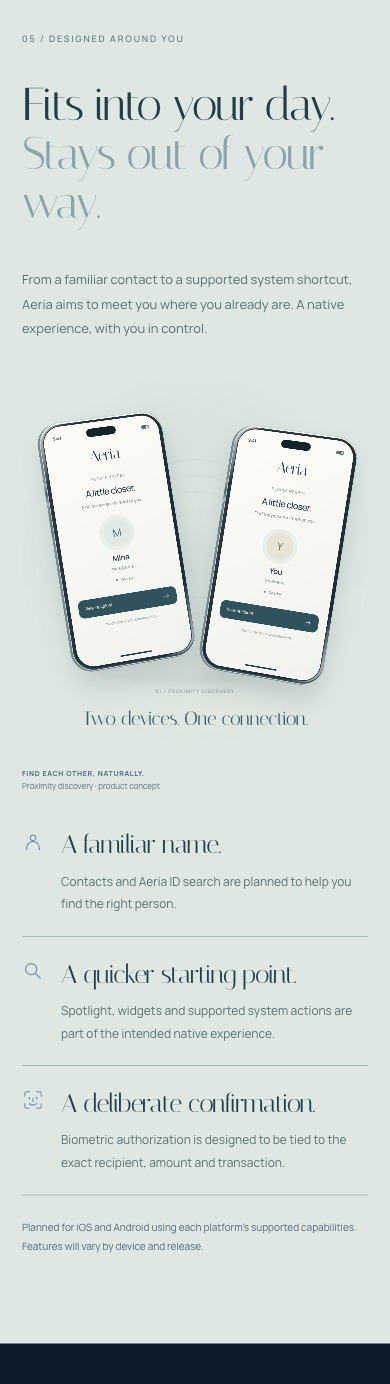 05 / DESIGNED AROUND YOU
Fits into your day.
Stays out of your
way.
From a familiar contact to a supported system shortcut,
Aeria aims to meet you where you already are. A native
experience, with you in control.
9:41
Aeria
A little closer.
M
Mina
9:41
Aeria
A little closer.
Y
You
01 / PROXIMITY DISCOVERY
Two devices. One connection.
FIND EACH OTHER, NATURALLY.
Proximity discovery · product concept
A familiar name.
Contacts and Aeria ID search are planned to help you
find the right person.
A quicker starting point.
Spotlight, widgets and supported system actions are
part of the intended native experience.
A deliberate confirmation.
Biometric authorization is designed to be tied to the
exact recipient, amount and transaction.
Planned for iOS and Android using each platform's supported capabilities.
Features will vary by device and release.